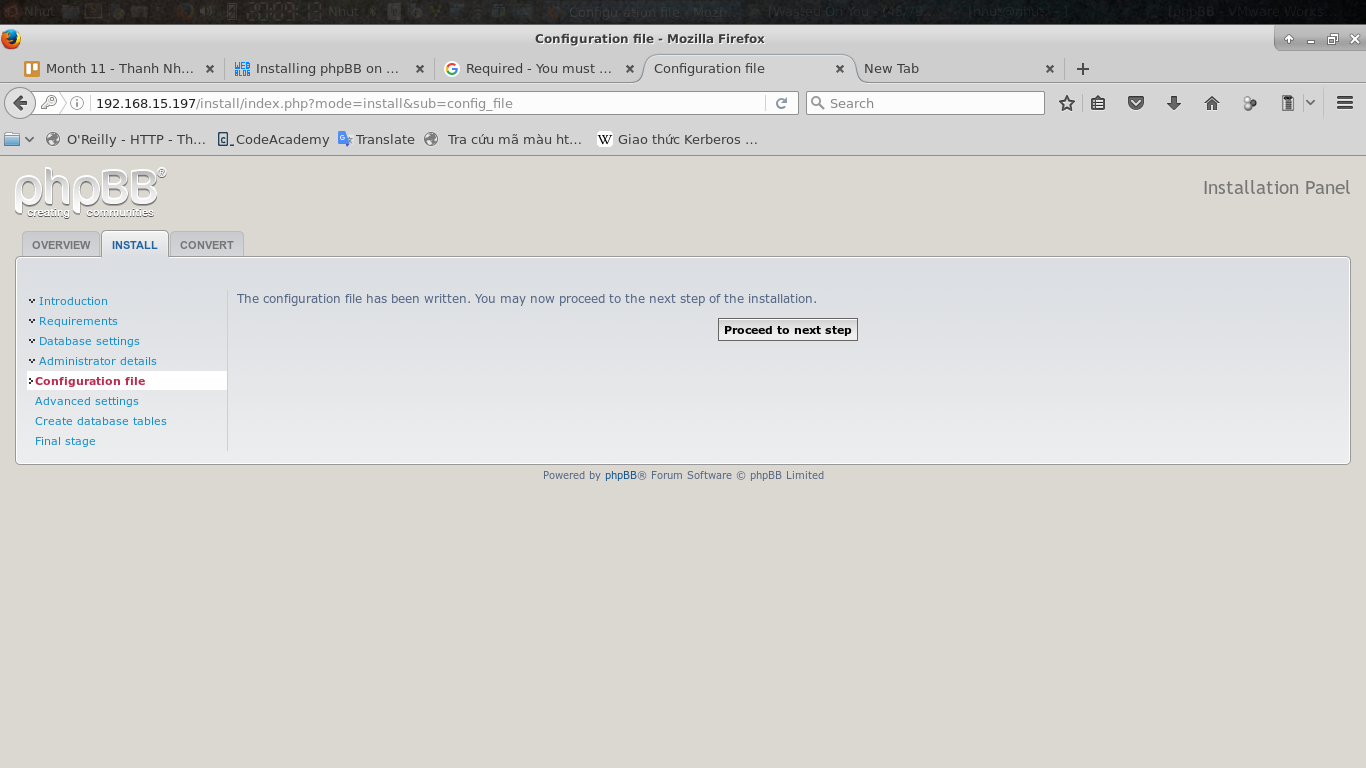 Configuration file - Mozilla Firefox
Month 11 - Thanh Nh... Installing phpBB on ... Required - You must ... Configuration file New Tab
192.168.15.197/install/index.php?mode=install&sub=config_file Search
O'Reilly - HTTP - Th... CodeAcademy Translate Tra cứu mã màu ht... W Giao thức Kerberos ...
phpBB®
creating communities
Installation Panel
OVERVIEW INSTALL CONVERT
The configuration file has been written. You may now proceed to the next step of the installation.
Proceed to next step
Introduction
Requirements
Database settings
Administrator details
Configuration file
Advanced settings
Create database tables
Final stage
Powered by phpBB® Forum Software © phpBB Limited